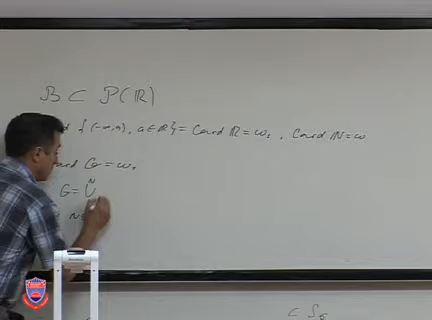 ℬ ⊂ 𝒫(ℝ)
{(-∞, a), a ∈ ℝ} = Card ℝ = ω₁, Card ℕ = ω
Card G = ω₁
G = ∪ N
n=
⊂ S